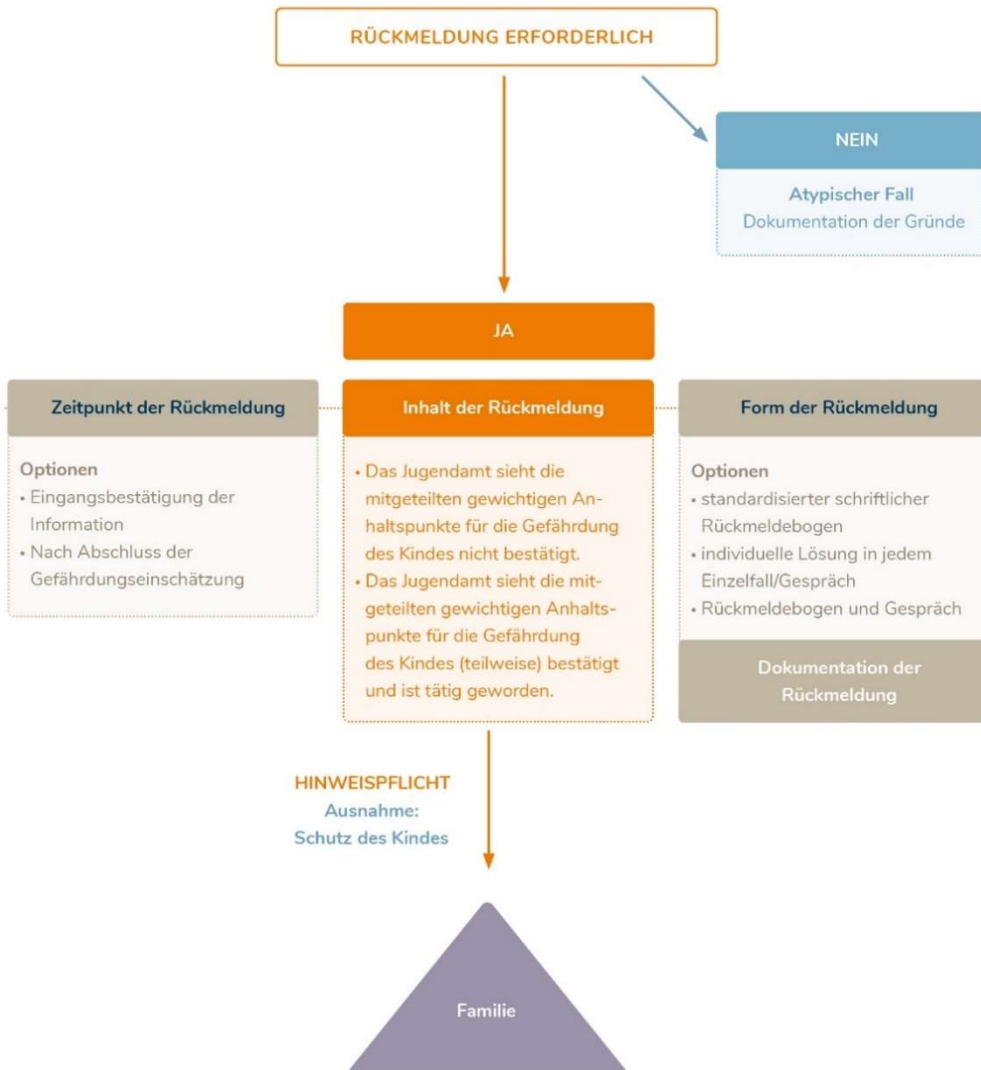 RÜCKMELDUNG ERFORDERLICH
NEIN
Atypischer Fall
Dokumentation der Gründe
JA
Zeitpunkt der Rückmeldung
Optionen
• Eingangsbestätigung der
Information
• Nach Abschluss der
Gefährdungseinschätzung
Inhalt der Rückmeldung
• Das Jugendamt sieht die
mitgeteilten gewichtigen An-
haltspunkte für die Gefährdung
des Kindes nicht bestätigt.
• Das Jugendamt sieht die mit-
geteilten gewichtigen Anhalts-
punkte für die Gefährdung
des Kindes (teilweise) bestätigt
und ist tätig geworden.
Form der Rückmeldung
Optionen
• standardisierter schriftlicher
Rückmeldebogen
• individuelle Lösung in jedem
Einzelfall/Gespräch
• Rückmeldebogen und Gespräch
Dokumentation der
Rückmeldung
HINWEISPFLICHT
Ausnahme:
Schutz des Kindes
Familie